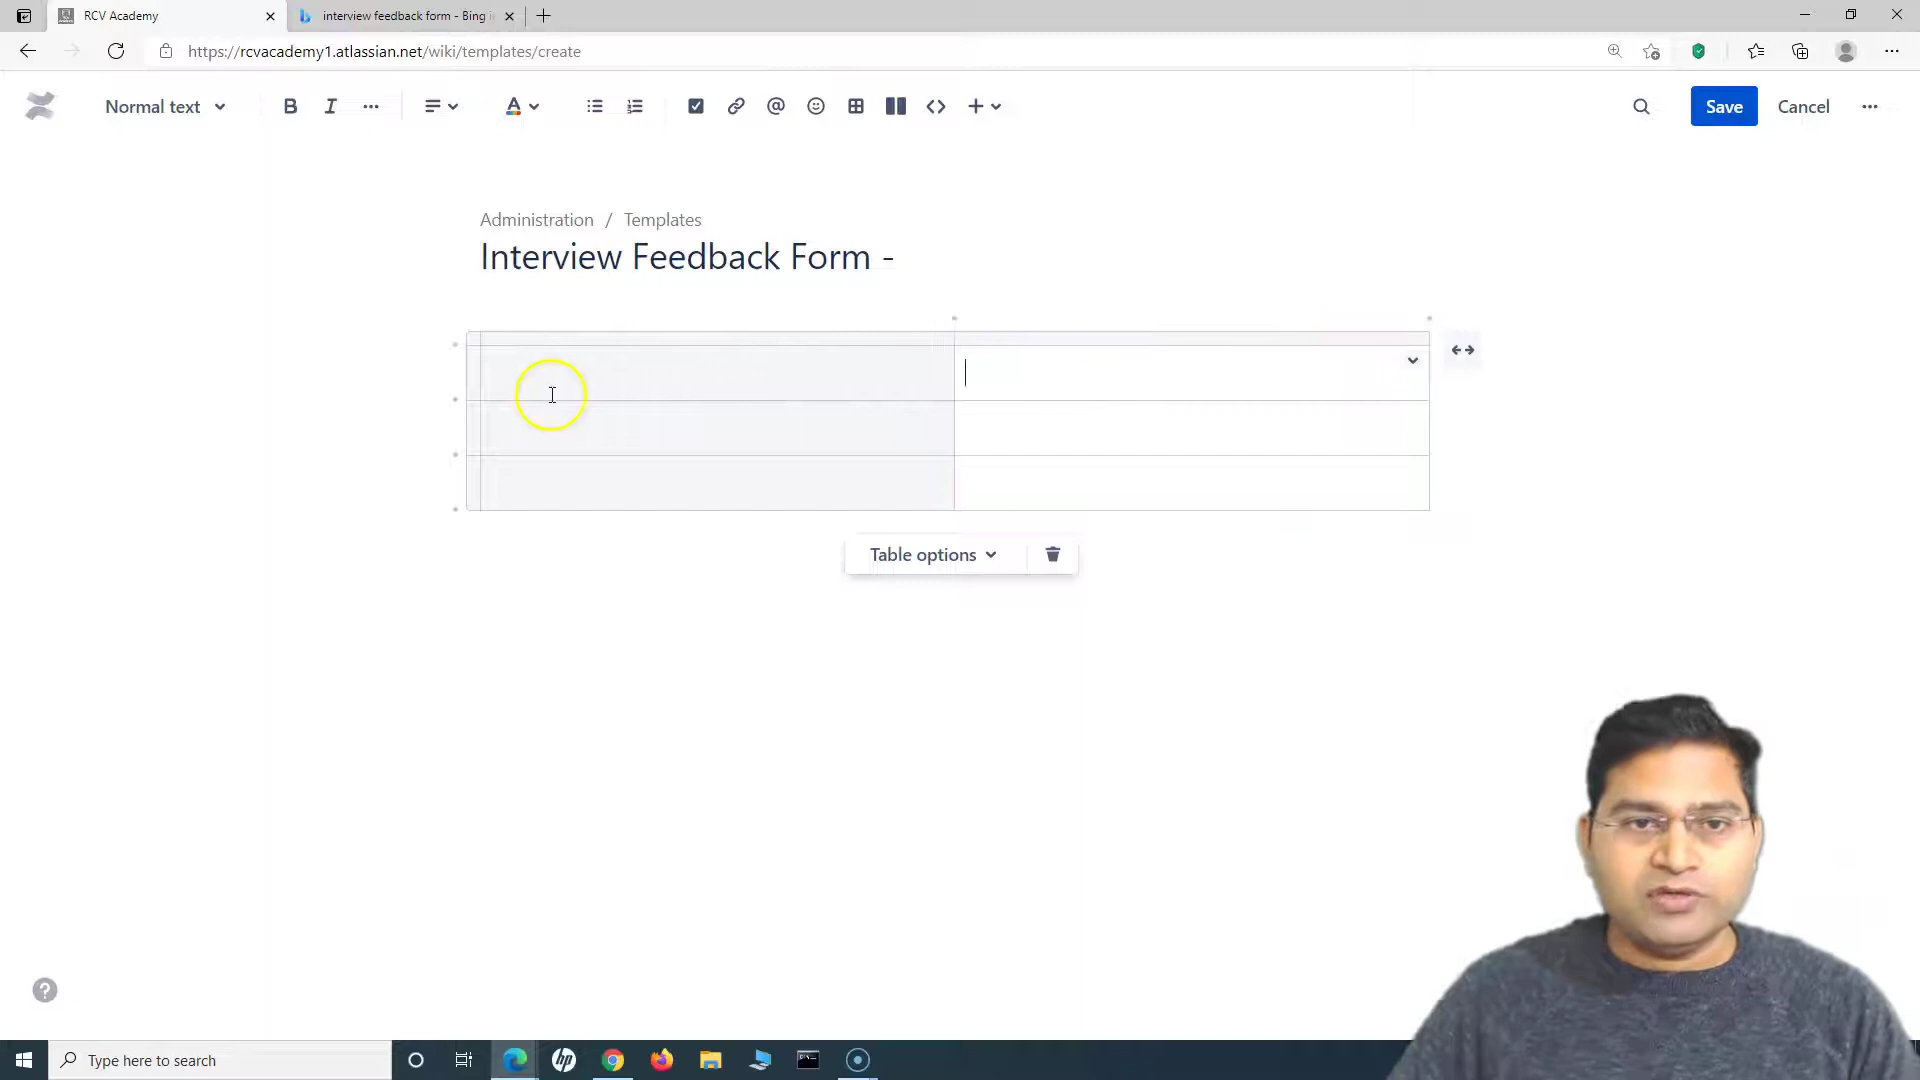 RCV Academy
interview feedback form - Bing i
https://rcvacademy1.atlassian.net/wiki/templates/create
Normal text
Save
Cancel
Administration / Templates
Interview Feedback Form -
Table options
Type here to search